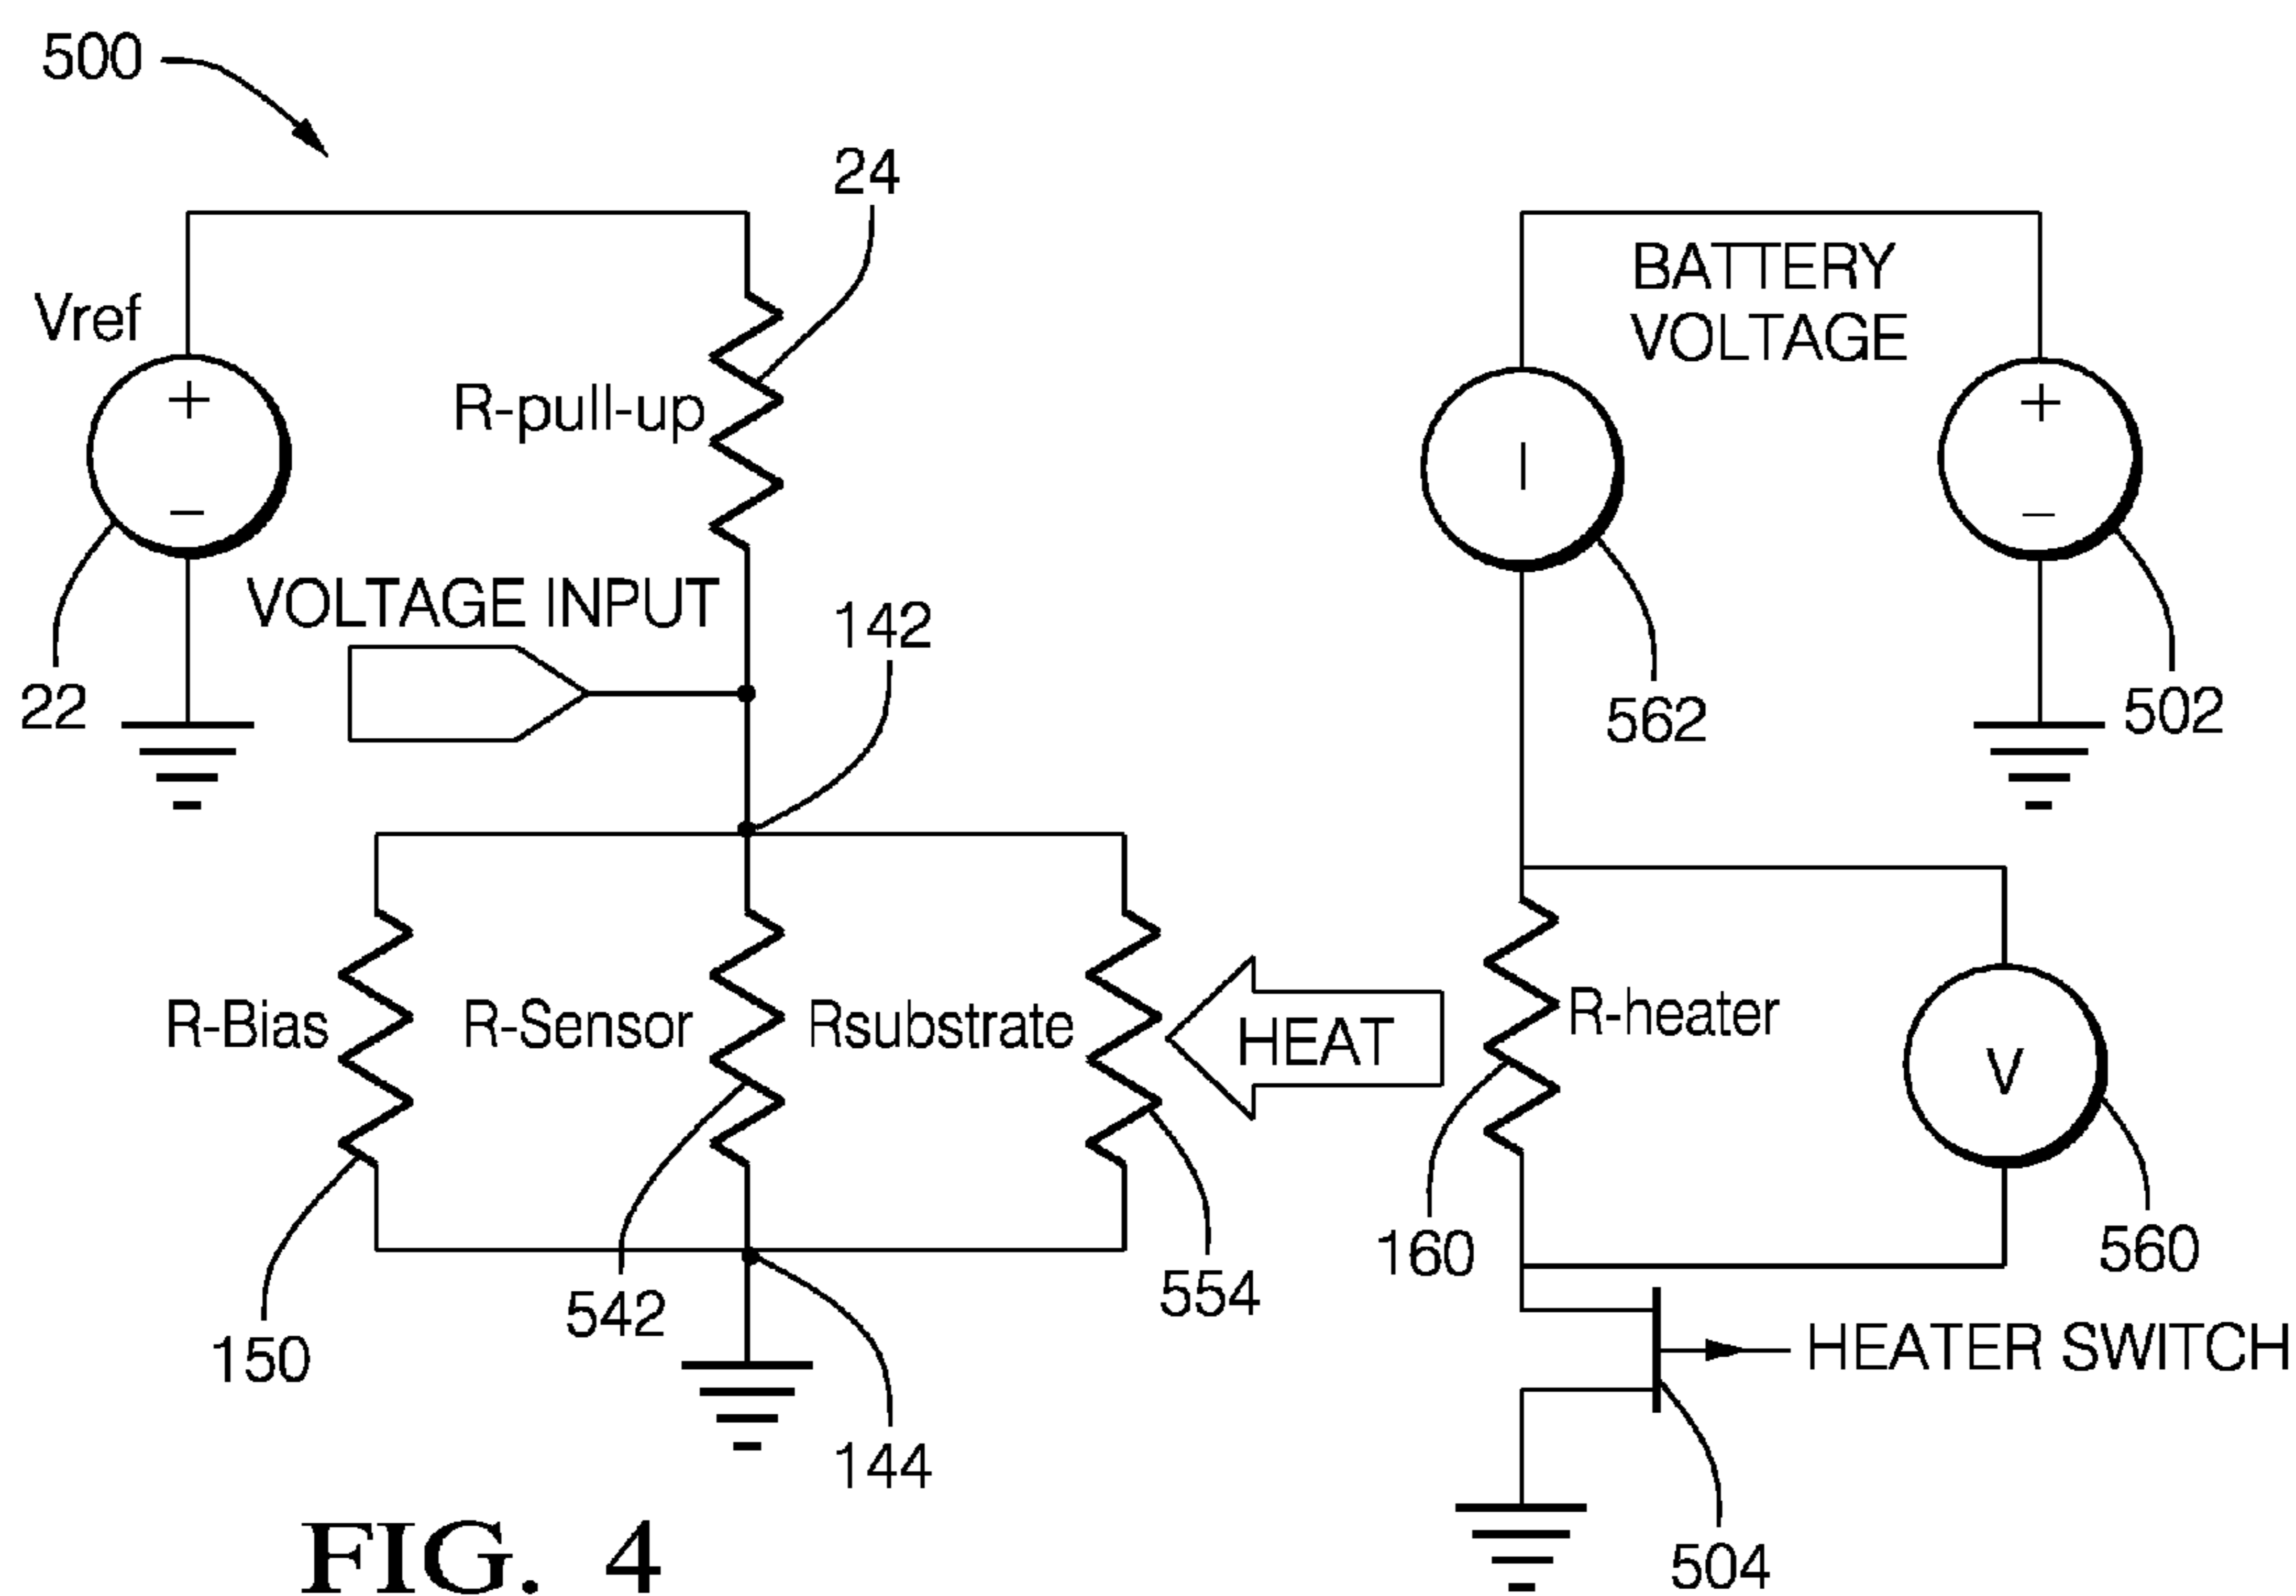 500
24
Vref
+
−
R-pull-up
BATTERY
VOLTAGE
I
+
−
VOLTAGE INPUT
142
22
562
502
R-Bias
R-Sensor
Rsubstrate
HEAT
R-heater
V
160
560
554
542
150
HEATER SWITCH
144
504
FIG. 4